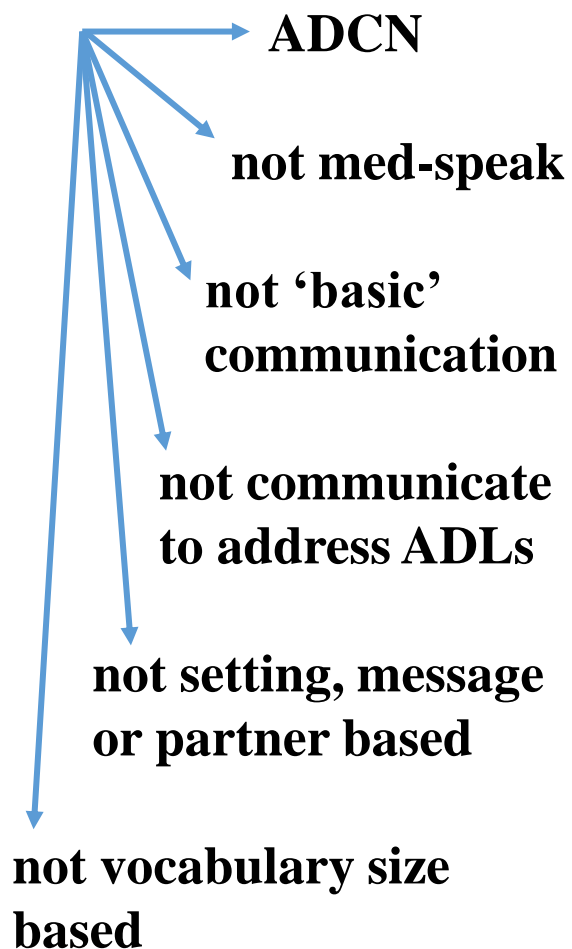 ADCN
not med-speak
not ‘basic’
communication
not communicate
to address ADLs
not setting, message
or partner based
not vocabulary size
based